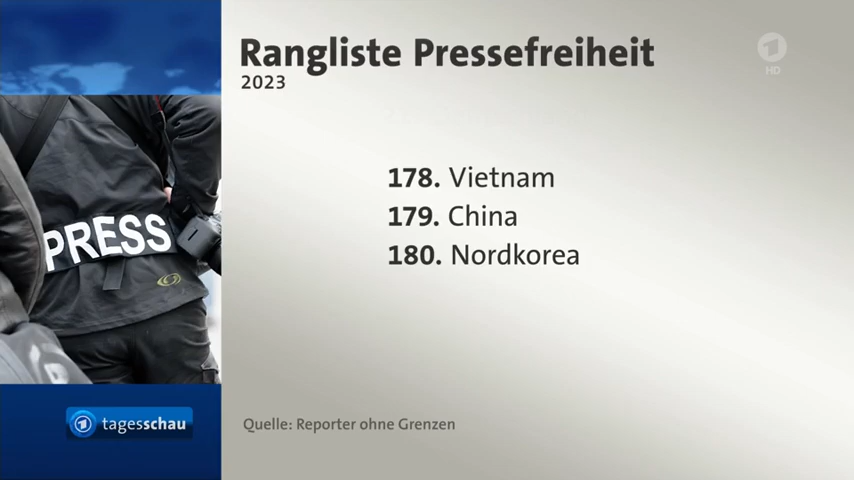 Rangliste Pressefreiheit
2023
HD
178. Vietnam
179. China
180. Nordkorea
PRESS
tagesschau
Quelle: Reporter ohne Grenzen